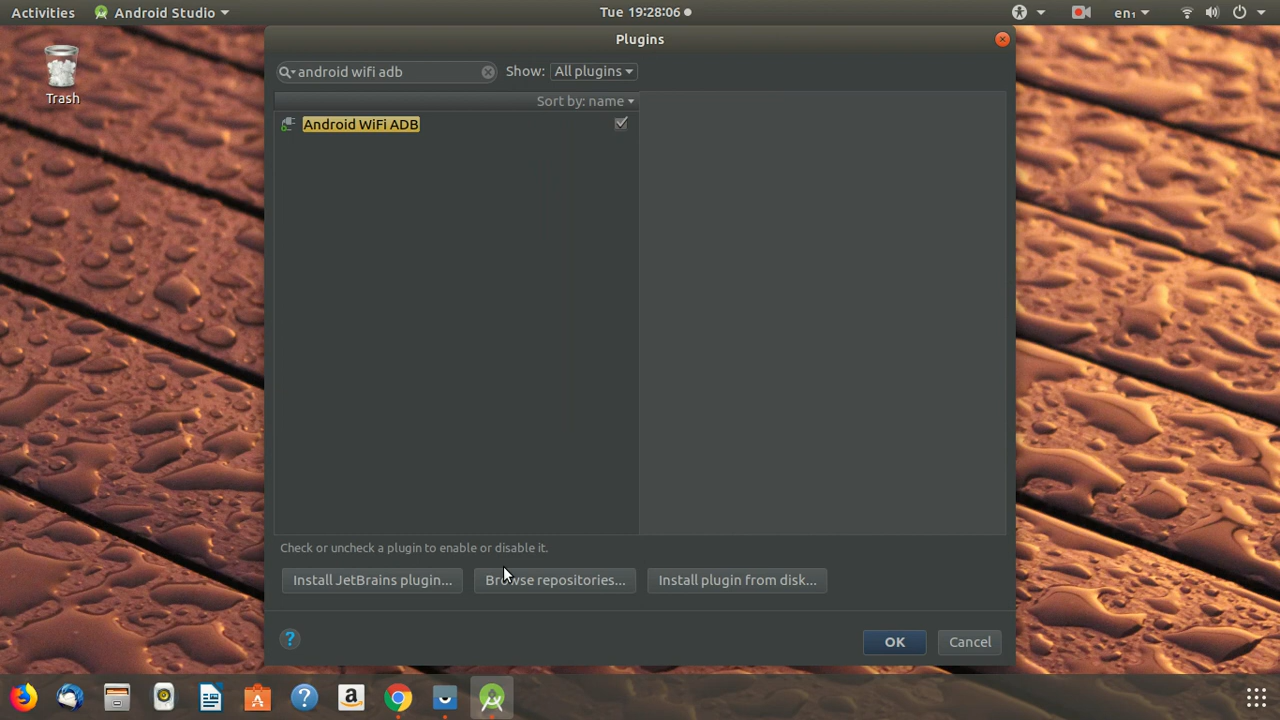 Activities Android Studio Tue 19:28:06 en₁
Plugins
Trash
android wifi adb Show: All plugins
Sort by: name
Android WiFi ADB
Check or uncheck a plugin to enable or disable it.
Install JetBrains plugin... Browse repositories... Install plugin from disk...
? OK Cancel